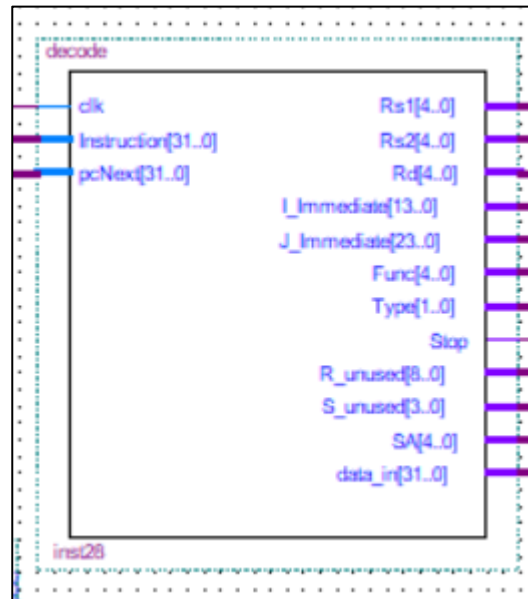 decode
clk
Instruction[31..0]
pcNext[31..0]
Rs1[4..0]
Rs2[4..0]
Rd[4..0]
I_Immediate[13..0]
J_Immediate[23..0]
Func[4..0]
Type[1..0]
Stop
R_unused[8..0]
S_unused[3..0]
SA[4..0]
data_in[31..0]
inst28